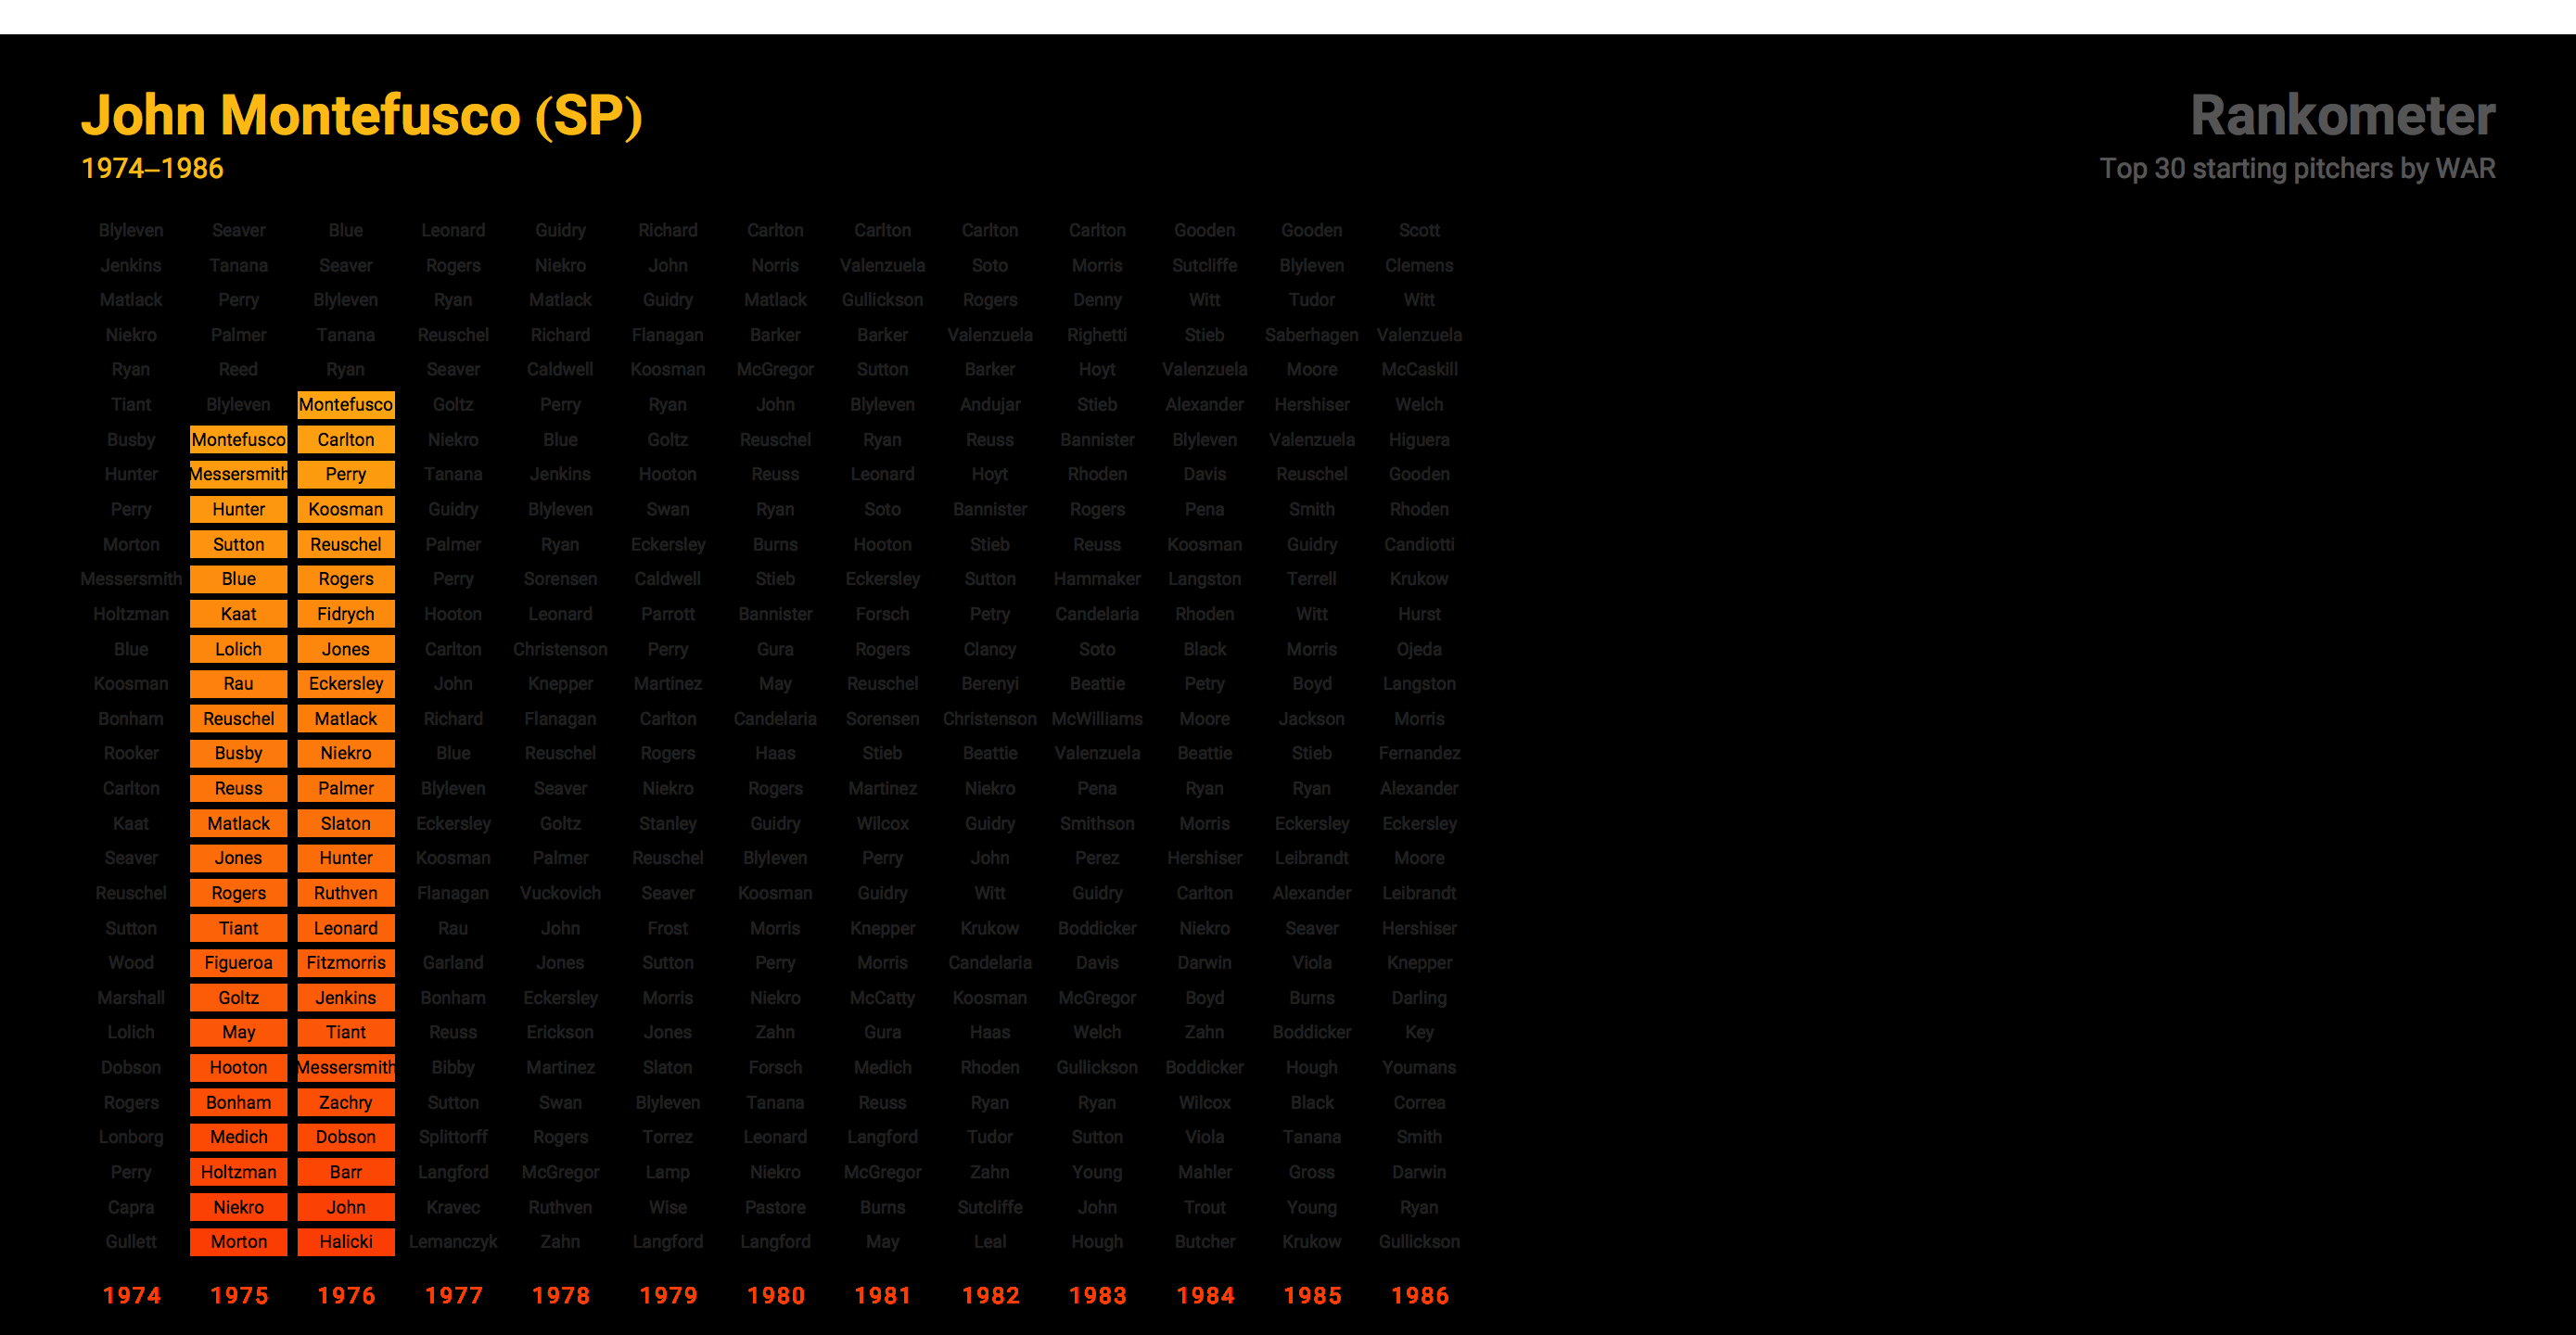 John Montefusco (SP) Rankometer
1974–1986 Top 30 starting pitchers by WAR
Blyleven Seaver Blue Leonard Guidry Richard Carlton Carlton Carlton Carlton Gooden Gooden Scott
Jenkins Tanana Seaver Rogers Niekro John Norris Valenzuela Soto Morris Sutcliffe Blyleven Clemens
Matlack Perry Blyleven Ryan Matlack Guidry Matlack Gullickson Rogers Denny Witt Tudor Witt
Niekro Palmer Tanana Reuschel Richard Flanagan Barker Barker Valenzuela Righetti Stieb Saberhagen Valenzuela
Ryan Reed Ryan Seaver Caldwell Koosman McGregor Sutton Barker Hoyt Valenzuela Moore McCaskill
Tiant Blyleven Montefusco Goltz Perry Ryan John Blyleven Andujar Stieb Alexander Hershiser Welch
Busby Montefusco Carlton Niekro Blue Goltz Reuschel Ryan Reuss Bannister Blyleven Valenzuela Higuera
Hunter Messersmith Perry Tanana Jenkins Hooton Reuss Leonard Hoyt Rhoden Davis Reuschel Gooden
Perry Hunter Koosman Guidry Blyleven Swan Ryan Soto Bannister Rogers Pena Smith Rhoden
Morton Sutton Reuschel Palmer Ryan Eckersley Burns Hooton Stieb Reuss Koosman Guidry Candiotti
Messersmith Blue Rogers Perry Sorensen Caldwell Stieb Eckersley Sutton Hammaker Langston Terrell Krukow
Holtzman Kaat Fidrych Hooton Leonard Parrott Bannister Forsch Petry Candelaria Rhoden Witt Hurst
Blue Lolich Jones Carlton Christenson Perry Gura Rogers Clancy Soto Black Morris Ojeda
Koosman Rau Eckersley John Knepper Martinez May Reuschel Berenyi Beattie Petry Boyd Langston
Bonham Reuschel Matlack Richard Flanagan Carlton Candelaria Sorensen Christenson McWilliams Moore Jackson Morris
Rooker Busby Niekro Blue Reuschel Rogers Haas Stieb Beattie Valenzuela Beattie Stieb Fernandez
Carlton Reuss Palmer Blyleven Seaver Niekro Rogers Martinez Niekro Pena Ryan Ryan Alexander
Kaat Matlack Slaton Eckersley Goltz Stanley Guidry Wilcox Guidry Smithson Morris Eckersley Eckersley
Seaver Jones Hunter Koosman Palmer Reuschel Blyleven Perry John Perez Hershiser Leibrandt Moore
Reuschel Rogers Ruthven Flanagan Vuckovich Seaver Koosman Guidry Witt Guidry Carlton Alexander Leibrandt
Sutton Tiant Leonard Rau John Frost Morris Knepper Krukow Boddicker Niekro Seaver Hershiser
Wood Figueroa Fitzmorris Garland Jones Sutton Perry Morris Candelaria Davis Darwin Viola Knepper
Marshall Goltz Jenkins Bonham Eckersley Morris Niekro McCatty Koosman McGregor Boyd Burns Darling
Lolich May Tiant Reuss Erickson Jones Zahn Gura Haas Welch Zahn Boddicker Key
Dobson Hooton Messersmith Bibby Martinez Slaton Forsch Medich Rhoden Gullickson Boddicker Hough Youmans
Rogers Bonham Zachry Sutton Swan Blyleven Tanana Reuss Ryan Ryan Wilcox Black Correa
Lonborg Medich Dobson Splittorff Rogers Torrez Leonard Langford Tudor Sutton Viola Tanana Smith
Perry Holtzman Barr Langford McGregor Lamp Niekro McGregor Zahn Young Mahler Gross Darwin
Capra Niekro John Kravec Ruthven Wise Pastore Burns Sutcliffe John Trout Young Ryan
Gullett Morton Halicki Lemanczyk Zahn Langford Langford May Leal Hough Butcher Krukow Gullickson
1974 1975 1976 1977 1978 1979 1980 1981 1982 1983 1984 1985 1986